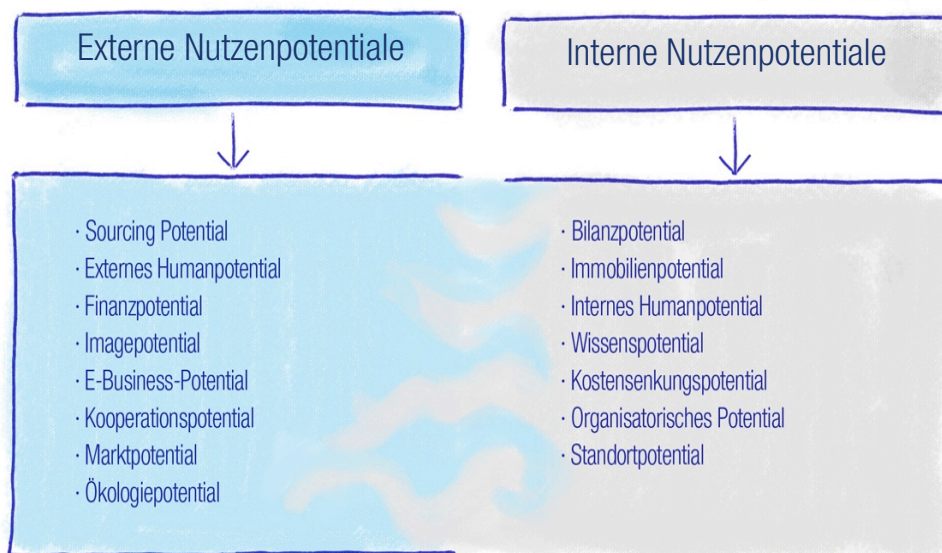 Externe Nutzenpotentiale
· Sourcing Potential
· Externes Humanpotential
· Finanzpotential
· Imagepotential
· E-Business-Potential
· Kooperationspotential
· Marktpotential
· Ökologiepotential
Interne Nutzenpotentiale
· Bilanzpotential
· Immobilienpotential
· Internes Humanpotential
· Wissenspotential
· Kostensenkungspotential
· Organisatorisches Potential
· Standortpotential